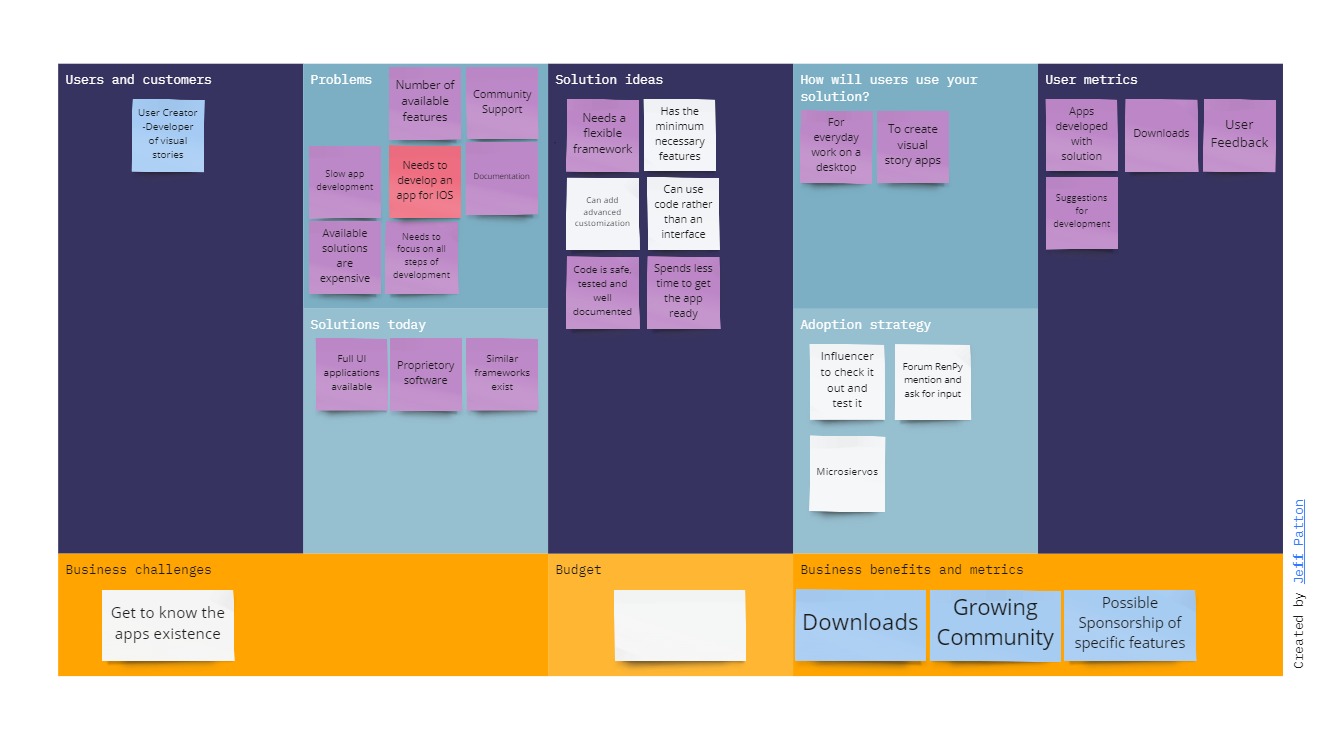 Users and customers
User Creator
-Developer
of visual
stories
Problems
Number of
available
features
Community
Support
Slow app
development
Needs to
develop an
app for IOS
Documentation
Available
solutions
are
expensive
Needs to
focus on all
steps of
development
Solutions today
Full UI
applications
available
Proprietory
software
Similar
frameworks
exist
Solution ideas
Needs a
flexible
framework
Has the
minimum
necessary
features
Can add
advanced
customization
Can use
code rather
than an
interface
Code is safe,
tested and
well
documented
Spends less
time to get
the app
ready
How will users use your
solution?
For
everyday
work on a
desktop
To create
visual
story apps
Adoption strategy
Influencer
to check it
out and
test it
Forum RenPy
mention and
ask for input
Microsiervos
User metrics
Apps
developed
with
solution
Downloads
User
Feedback
Suggestions
for
development
Business challenges
Get to know the
apps existence
Budget
Business benefits and metrics
Downloads
Growing
Community
Possible
Sponsorship of
specific features
Created by Jeff Patton